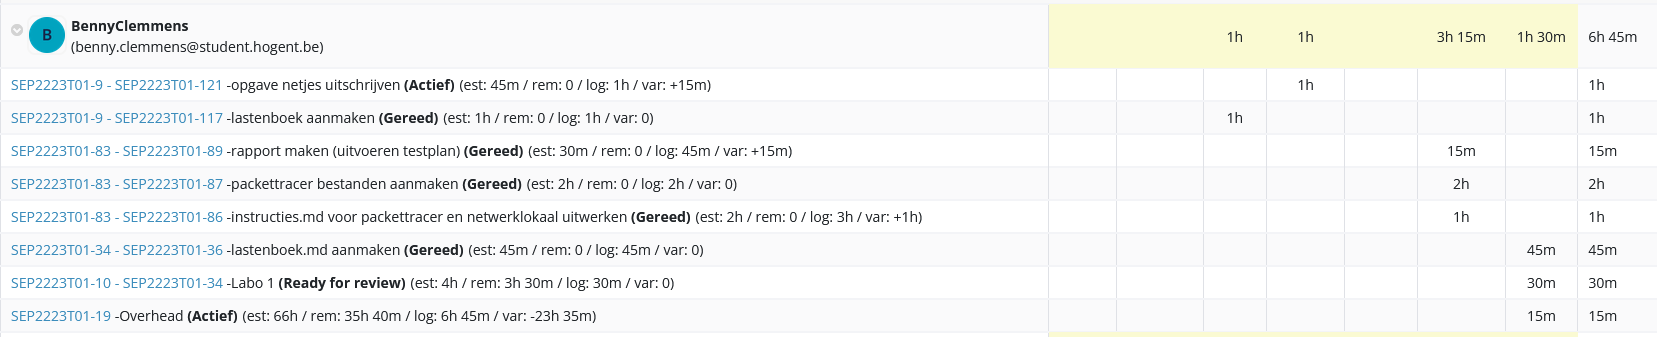 B BennyClemmens
(benny.clemmens@student.hogent.be) 1h 1h 3h 15m 1h 30m 6h 45m
SEP2223T01-9 - SEP2223T01-121 -opgave netjes uitschrijven (Actief) (est: 45m / rem: 0 / log: 1h / var: +15m) 1h 1h
SEP2223T01-9 - SEP2223T01-117 -lastenboek aanmaken (Gereed) (est: 1h / rem: 0 / log: 1h / var: 0) 1h 1h
SEP2223T01-83 - SEP2223T01-89 -rapport maken (uitvoeren testplan) (Gereed) (est: 30m / rem: 0 / log: 45m / var: +15m) 15m 15m
SEP2223T01-83 - SEP2223T01-87 -packettracer bestanden aanmaken (Gereed) (est: 2h / rem: 0 / log: 2h / var: 0) 2h 2h
SEP2223T01-83 - SEP2223T01-86 -instructies.md voor packettracer en netwerklokaal uitwerken (Gereed) (est: 2h / rem: 0 / log: 3h / var: +1h) 1h 1h
SEP2223T01-34 - SEP2223T01-36 -lastenboek.md aanmaken (Gereed) (est: 45m / rem: 0 / log: 45m / var: 0) 45m 45m
SEP2223T01-10 - SEP2223T01-34 -Labo 1 (Ready for review) (est: 4h / rem: 3h 30m / log: 30m / var: 0) 30m 30m
SEP2223T01-19 -Overhead (Actief) (est: 66h / rem: 35h 40m / log: 6h 45m / var: -23h 35m) 15m 15m